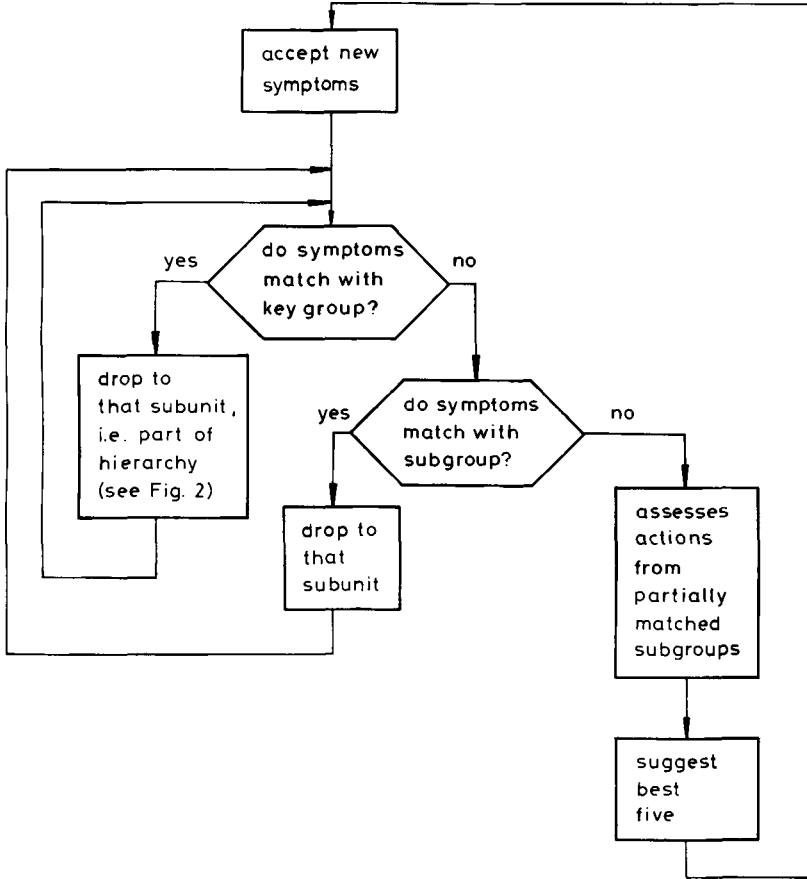 accept new
symptoms
yes
do symptoms
match with
key group?
no
drop to
that subunit,
i.e. part of
hierarchy
(see Fig. 2)
yes
do symptoms
match with
subgroup?
no
drop to
that
subunit
assesses
actions
from
partially
matched
subgroups
suggest
best
five